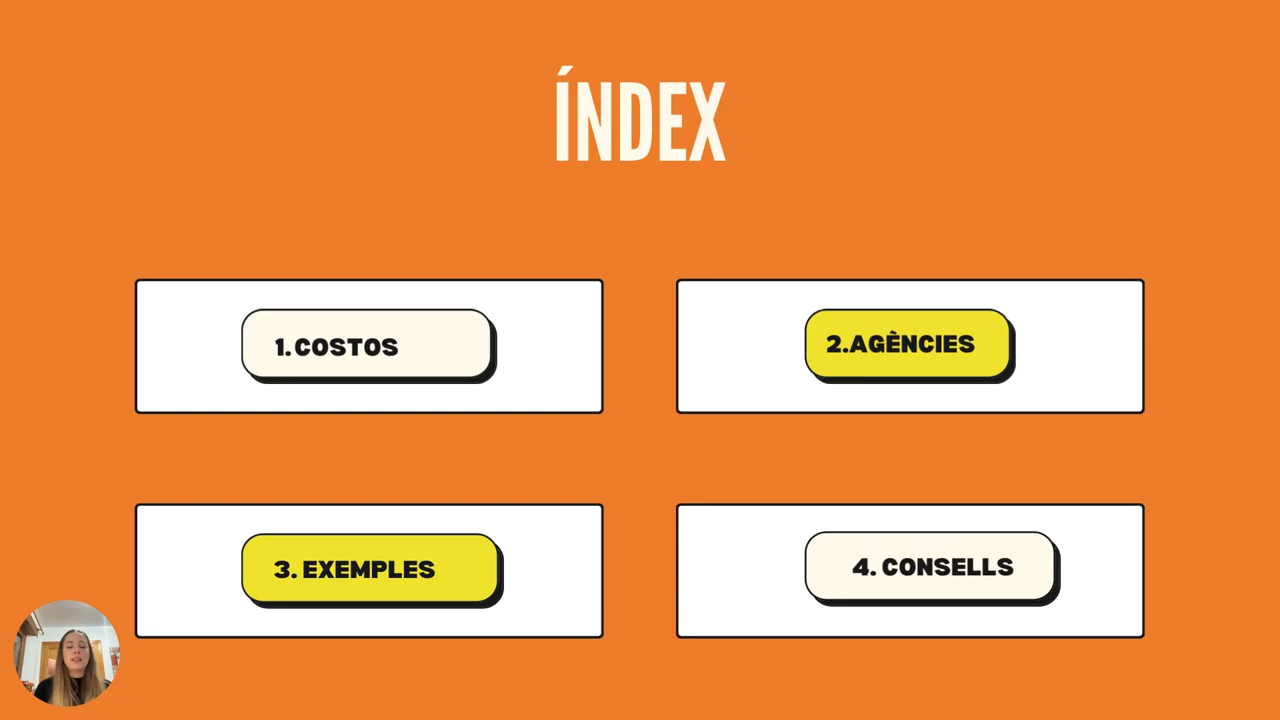 ÍNDEX
1. COSTOS
2.AGÈNCIES
3. EXEMPLES
4. CONSELLS